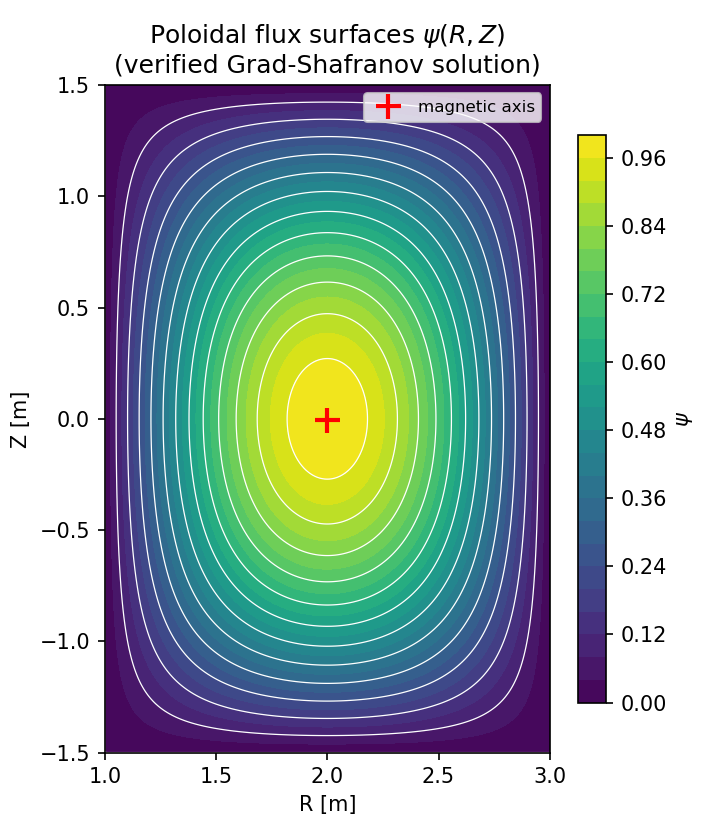 Poloidal flux surfaces ψ(R, Z)
(verified Grad-Shafranov solution)
magnetic axis
1.5
1.0
0.5
0.0
−0.5
−1.0
−1.5
Z [m]
1.0 1.5 2.0 2.5 3.0
R [m]
0.96
0.84
0.72
0.60
0.48
0.36
0.24
0.12
0.00
ψ